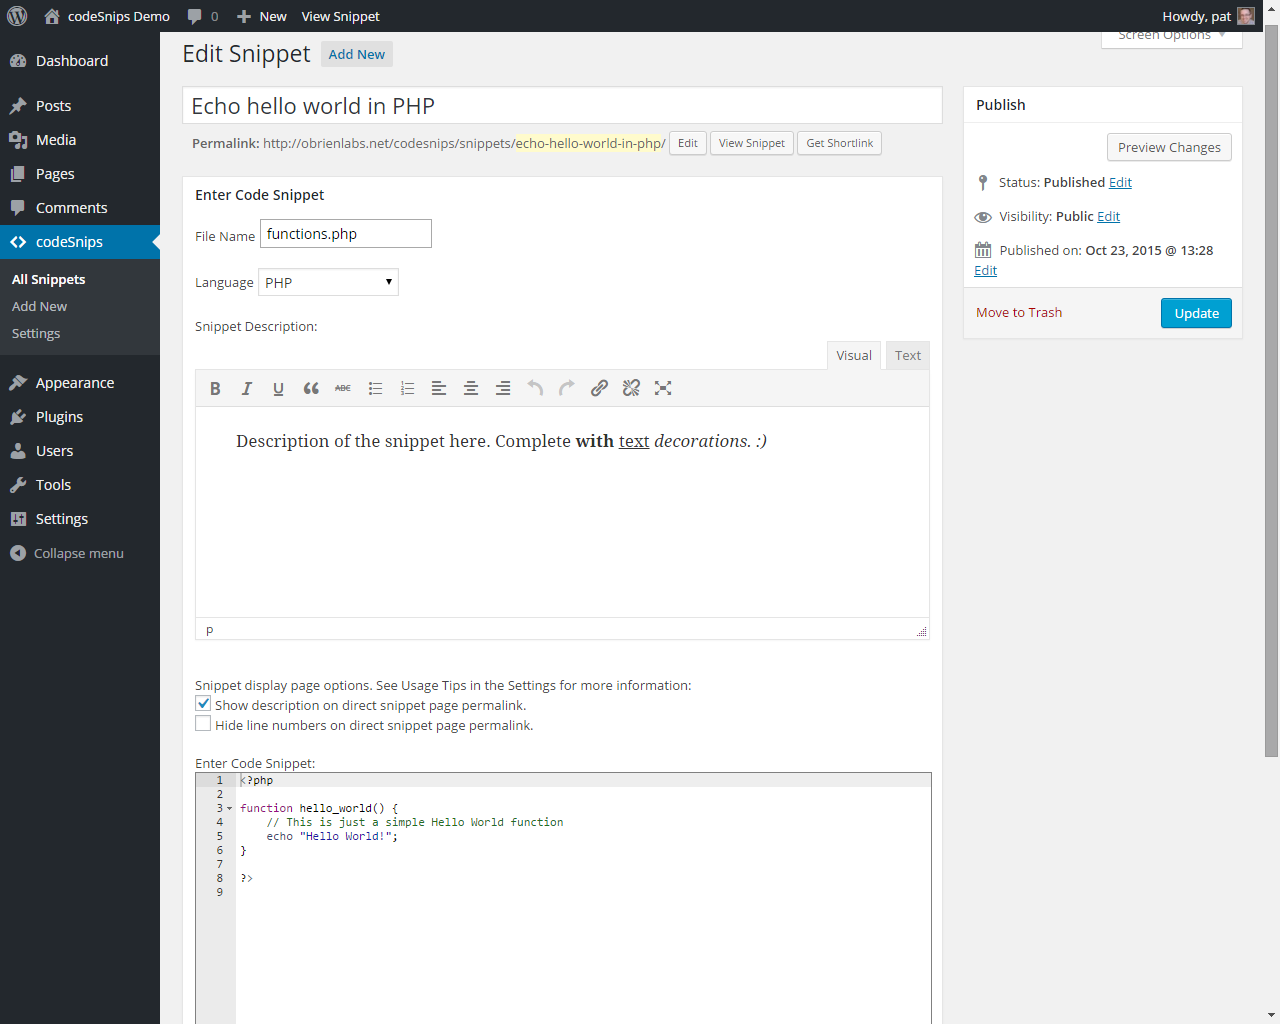 codeSnips Demo 0 New View Snippet Howdy, pat
Screen Options
Dashboard
Posts
Media
Pages
Comments
codeSnips
All Snippets
Add New
Settings
Appearance
Plugins
Users
Tools
Settings
Collapse menu
Edit Snippet Add New
Echo hello world in PHP
Permalink: http://obrienlabs.net/codesnips/snippets/echo-hello-world-in-php/ Edit View Snippet Get Shortlink
Enter Code Snippet
File Name functions.php
Language PHP
Snippet Description:
Visual Text
B I U ABC
Description of the snippet here. Complete with text decorations. :)
p
Snippet display page options. See Usage Tips in the Settings for more information:
Show description on direct snippet page permalink.
Hide line numbers on direct snippet page permalink.
Enter Code Snippet:
1 <?php
2
3 function hello_world() {
4 // This is just a simple Hello World function
5 echo "Hello World!";
6 }
7
8 ?>
9
Publish
Preview Changes
Status: Published Edit
Visibility: Public Edit
Published on: Oct 23, 2015 @ 13:28
Edit
Move to Trash Update